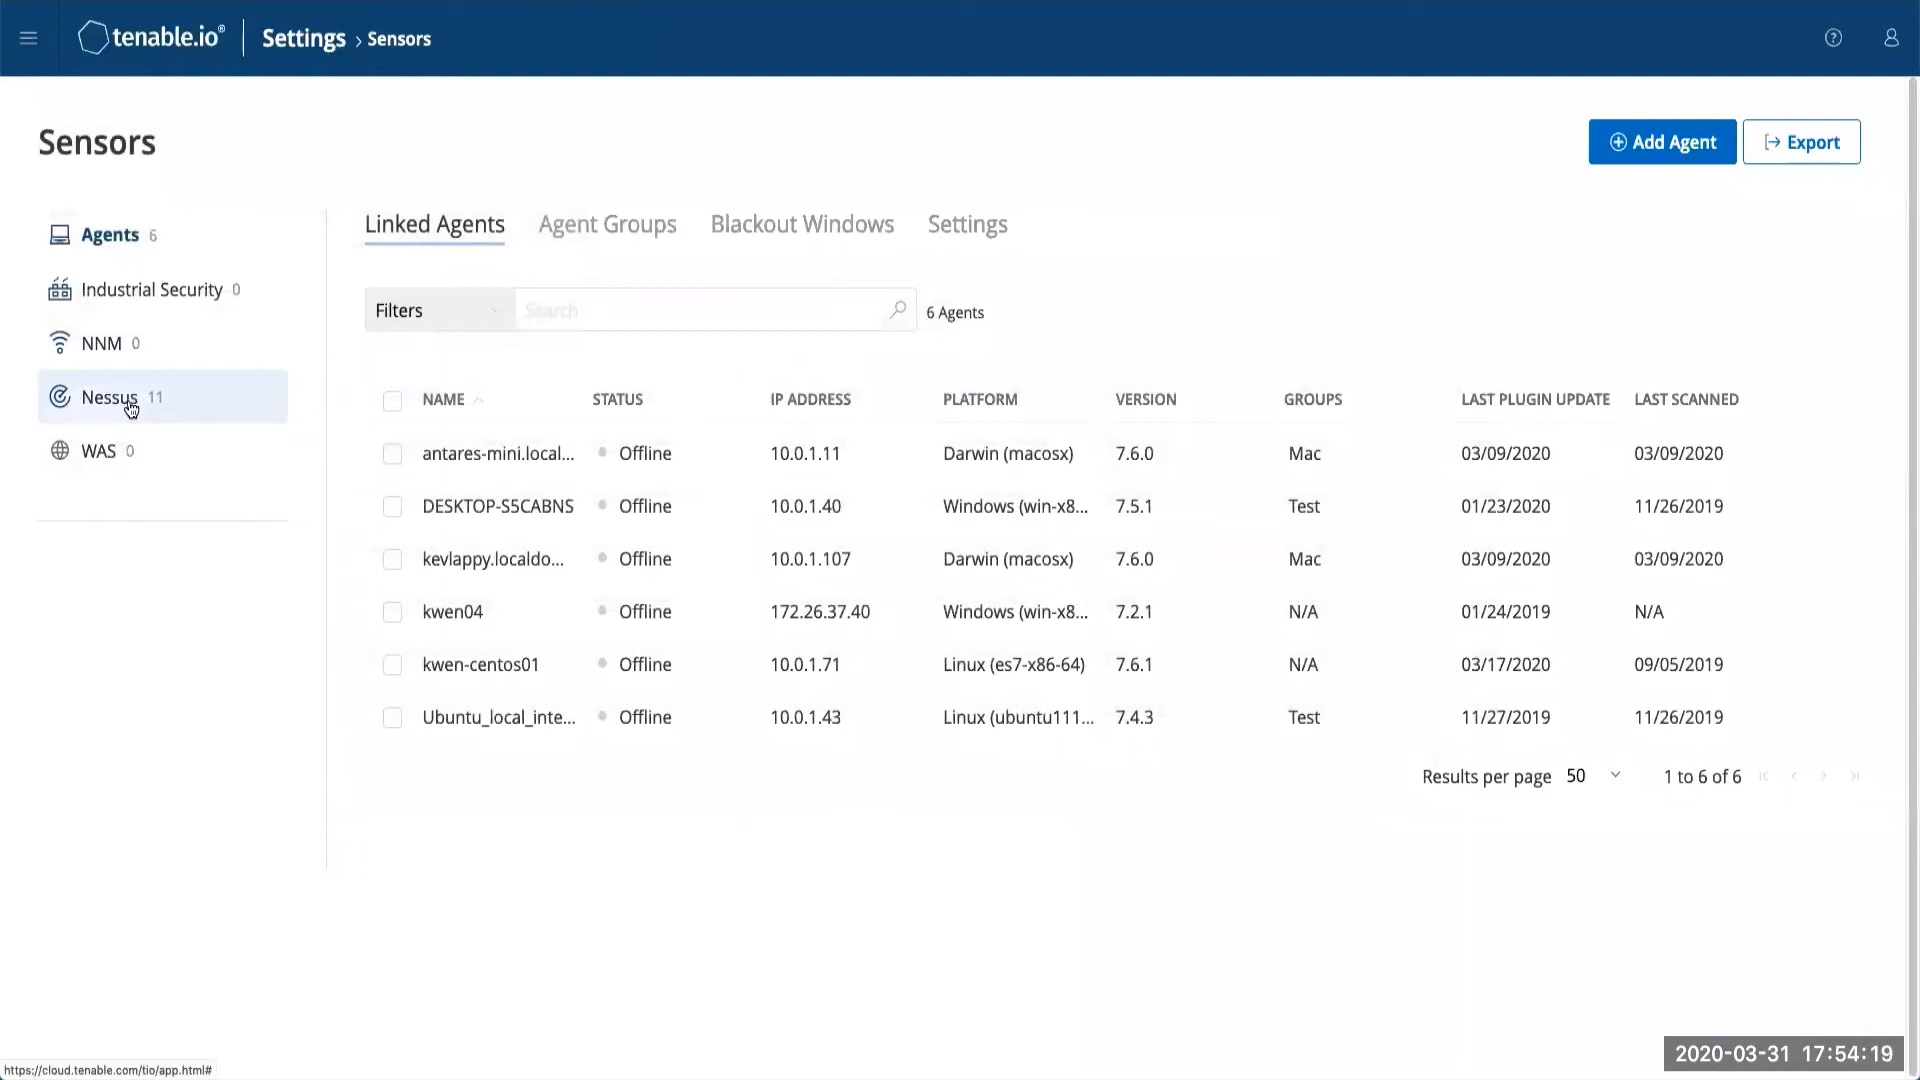 tenable.io® Settings › Sensors
Sensors
Add Agent Export
Agents 6
Industrial Security 0
NNM 0
Nessus 11
WAS 0
Linked Agents Agent Groups Blackout Windows Settings
Filters Search 6 Agents
NAME STATUS IP ADDRESS PLATFORM VERSION GROUPS LAST PLUGIN UPDATE LAST SCANNED
antares-mini.local... Offline 10.0.1.11 Darwin (macosx) 7.6.0 Mac 03/09/2020 03/09/2020
DESKTOP-S5CABNS Offline 10.0.1.40 Windows (win-x8... 7.5.1 Test 01/23/2020 11/26/2019
kevlappy.localdo... Offline 10.0.1.107 Darwin (macosx) 7.6.0 Mac 03/09/2020 03/09/2020
kwen04 Offline 172.26.37.40 Windows (win-x8... 7.2.1 N/A 01/24/2019 N/A
kwen-centos01 Offline 10.0.1.71 Linux (es7-x86-64) 7.6.1 N/A 03/17/2020 09/05/2019
Ubuntu_local_inte... Offline 10.0.1.43 Linux (ubuntu111... 7.4.3 Test 11/27/2019 11/26/2019
Results per page 50 1 to 6 of 6
2020-03-31 17:54:19
https://cloud.tenable.com/tio/app.html#